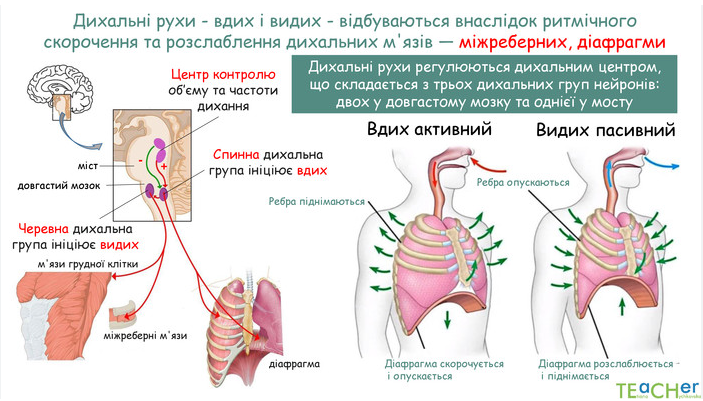 Дихальні рухи - вдих і видих - відбуваються внаслідок ритмічного
скорочення та розслаблення дихальних м'язів — міжреберних, діафрагми
Центр контролю
об'єму та частоти
дихання
Дихальні рухи регулюються дихальним центром,
що складається з трьох дихальних груп нейронів:
двох у довгастому мозку та однієї у мосту
Вдих активний
Видих пасивний
Спинна дихальна
група ініціює вдих
міст
довгастий мозок
- +
Черевна дихальна
група ініціює видих
Ребра піднімаються
Ребра опускаються
м'язи грудної клітки
міжреберні м'язи
діафрагма
Діафрагма скорочується
і опускається
Діафрагма розслаблюється -
і піднімається
TEaCHer